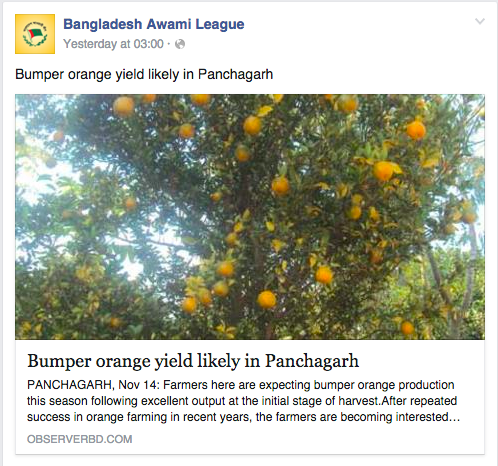 Bangladesh Awami League
Yesterday at 03:00 ·
Bumper orange yield likely in Panchagarh
Bumper orange yield likely in Panchagarh
PANCHAGARH, Nov 14: Farmers here are expecting bumper orange production
this season following excellent output at the initial stage of harvest.After repeated
success in orange farming in recent years, the farmers are becoming interested...
OBSERVERBD.COM